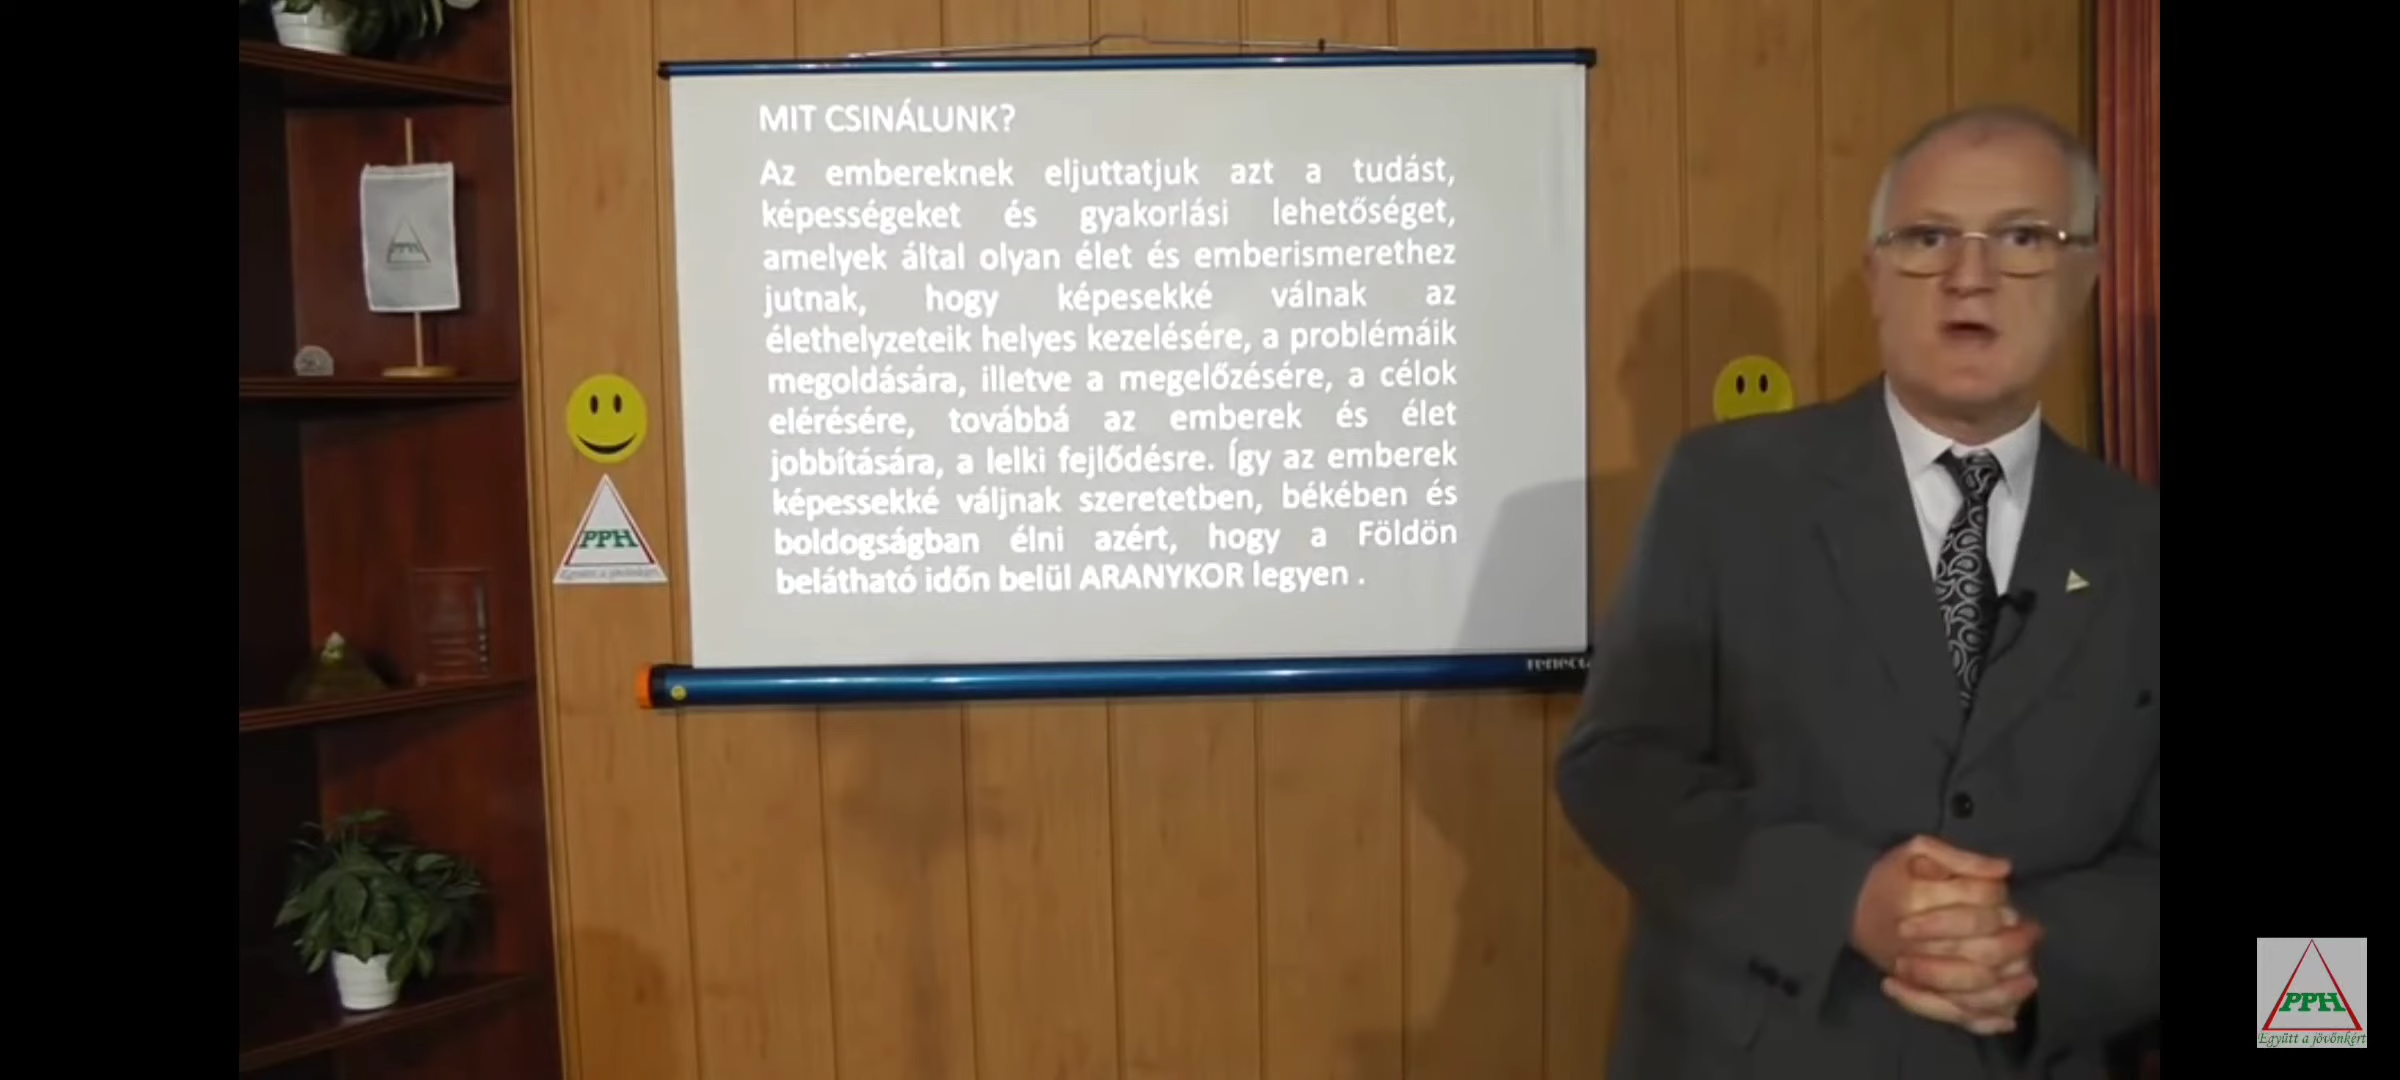 MIT CSINÁLUNK?
Az embereknek eljuttatjuk azt a tudást,
képességeket és gyakorlási lehetőséget,
amelyek által olyan élet és emberismerethez
jutnak, hogy képesekké válnak az
élethelyzeteik helyes kezelésére, a problémáik
megoldására, illetve a megelőzésére, a célok
elérésére, továbbá az emberek és élet
jobbítására, a lelki fejlődésre. Így az emberek
képessekké váljnak szeretetben, békében és
boldogságban élni azért, hogy a Földön
belátható időn belül ARANYKOR legyen .
PPH
PPH
Együtt a jövőnkért
PPH
Együtt a jövőnkért